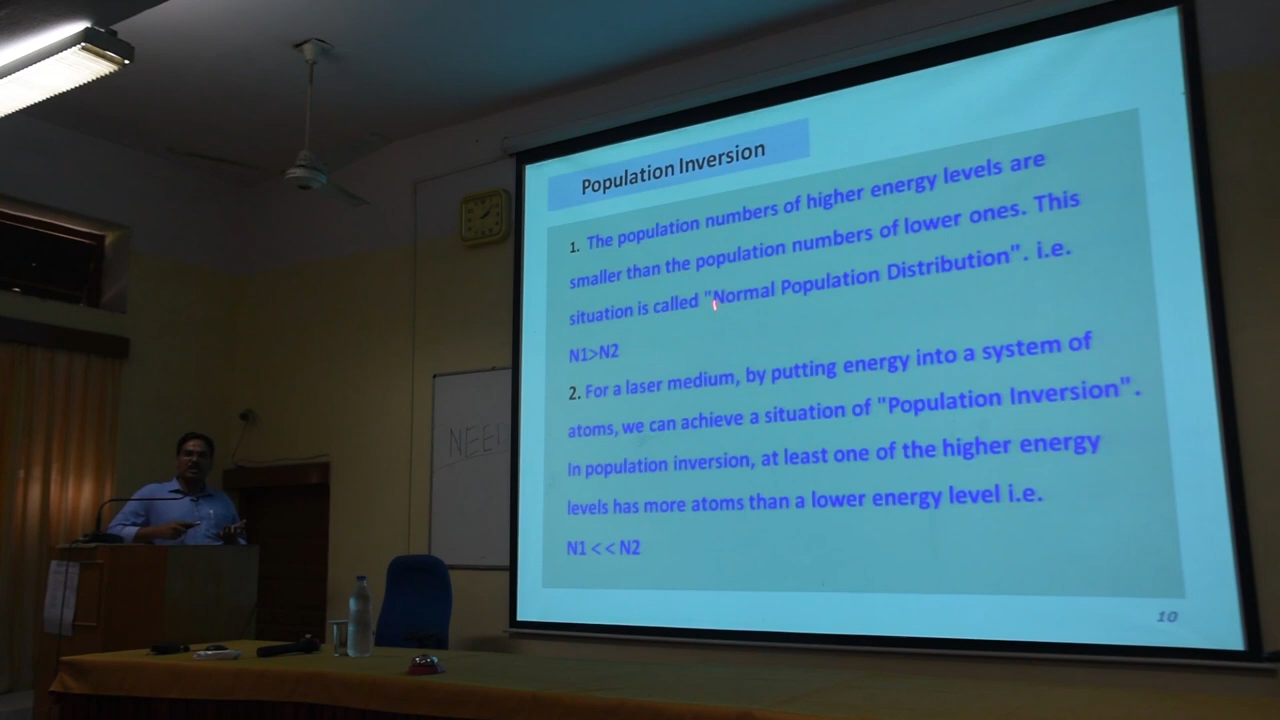 Population Inversion
1. The population numbers of higher energy levels are
smaller than the population numbers of lower ones. This
situation is called "Normal Population Distribution". i.e.
N1>N2
2. For a laser medium, by putting energy into a system of
atoms, we can achieve a situation of "Population Inversion".
In population inversion, at least one of the higher energy
levels has more atoms than a lower energy level i.e.
N1 < < N2
10
NEED